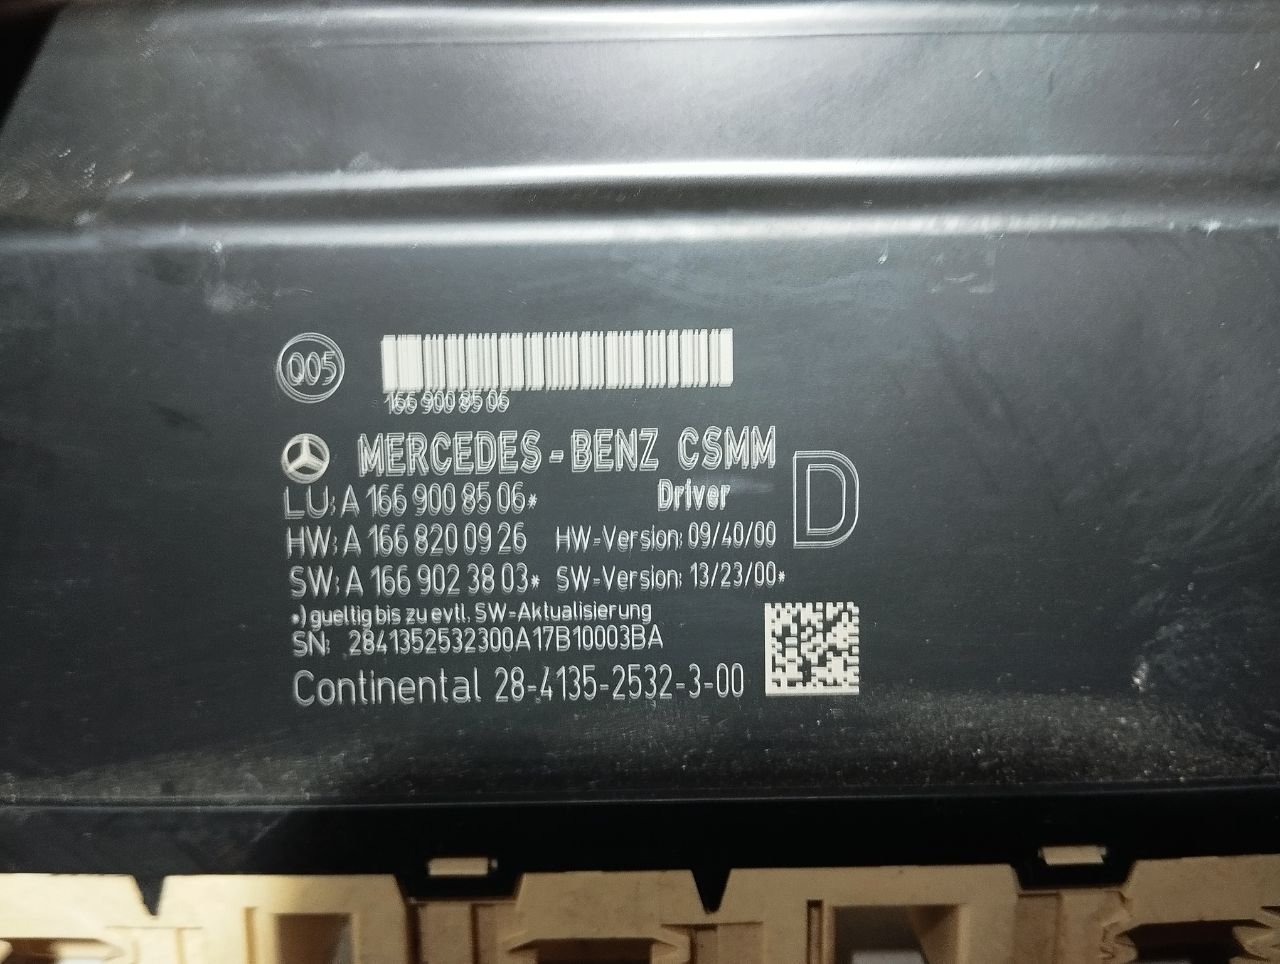 Q05
166 900 85 06
MERCEDES-BENZ CSMM
LU: A 166 900 85 06* Driver
D
HW: A 166 820 09 26 HW-Version: 09/40/00
SW: A 166 902 38 03* SW-Version: 13/23/00*
*) gueltig bis zu evtl. SW-Aktualisierung
SN: 2841352532300A17B10003BA
Continental 28-4135-2532-3-00